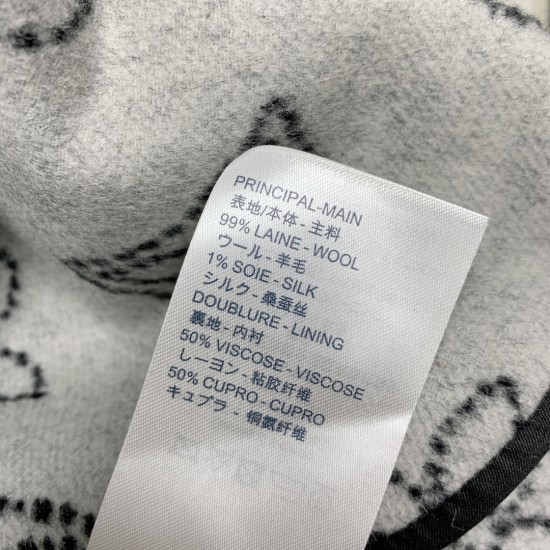 PRINCIPAL-MAIN
表地/本体 - 主料
99% LAINE - WOOL
ウール - 羊毛
1% SOIE - SILK
シルク - 桑蚕丝
DOUBLURE - LINING
裏地 - 内衬
50% VISCOSE - VISCOSE
レーヨン - 粘胶纤维
50% CUPRO - CUPRO
キュプラ - 铜氨纤维